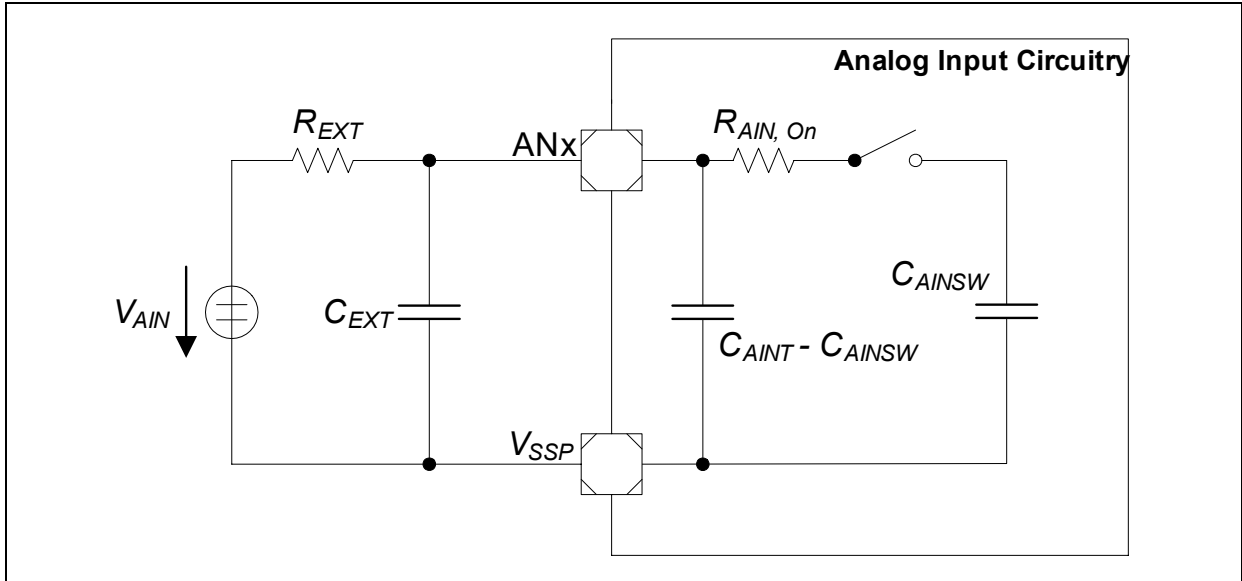 Analog Input Circuitry
R_EXT
ANx
R_AIN, On
V_AIN
C_EXT
C_AINSW
C_AINT - C_AINSW
V_SSP